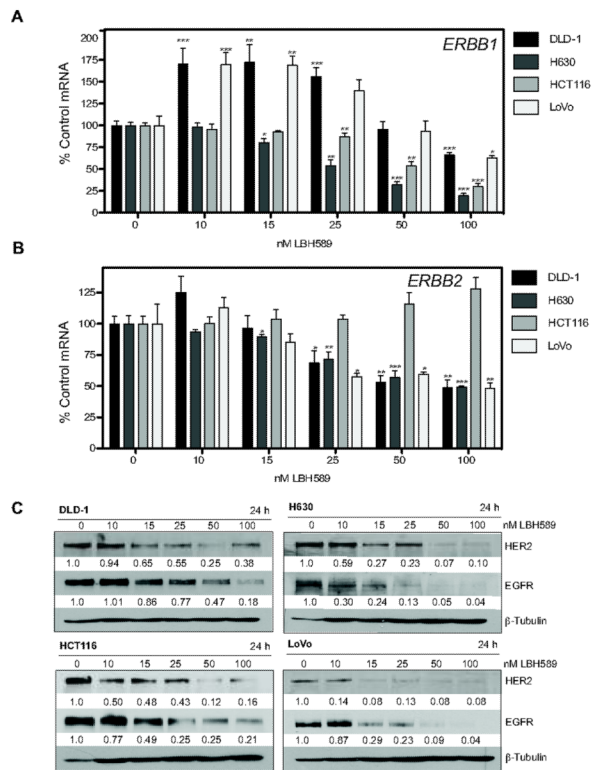 A
ERBB1
% Control mRNA
200
175
150
125
100
75
50
25
0
*** *** ** ** ***
* ** ** *** ** *** *** *** *
0 10 15 25 50 100
nM LBH589
DLD-1
H630
HCT116
LoVo
B
ERBB2
% Control mRNA
125
100
75
50
25
0
* * ** * ** *** * ** *** **
0 10 15 25 50 100
nM LBH589
DLD-1
H630
HCT116
LoVo
C
DLD-1 24 h
0 10 15 25 50 100
1.0 0.94 0.65 0.55 0.25 0.38
1.0 1.01 0.86 0.77 0.47 0.18
H630 24 h
0 10 15 25 50 100 nM LBH589
HER2
1.0 0.59 0.27 0.23 0.07 0.10
EGFR
1.0 0.30 0.24 0.13 0.05 0.04
β-Tubulin
HCT116 24 h
0 10 15 25 50 100
1.0 0.50 0.48 0.43 0.12 0.16
1.0 0.77 0.49 0.25 0.25 0.21
LoVo 24 h
0 10 15 25 50 100 nM LBH589
HER2
1.0 0.14 0.08 0.13 0.08 0.08
EGFR
1.0 0.87 0.29 0.23 0.09 0.04
β-Tubulin